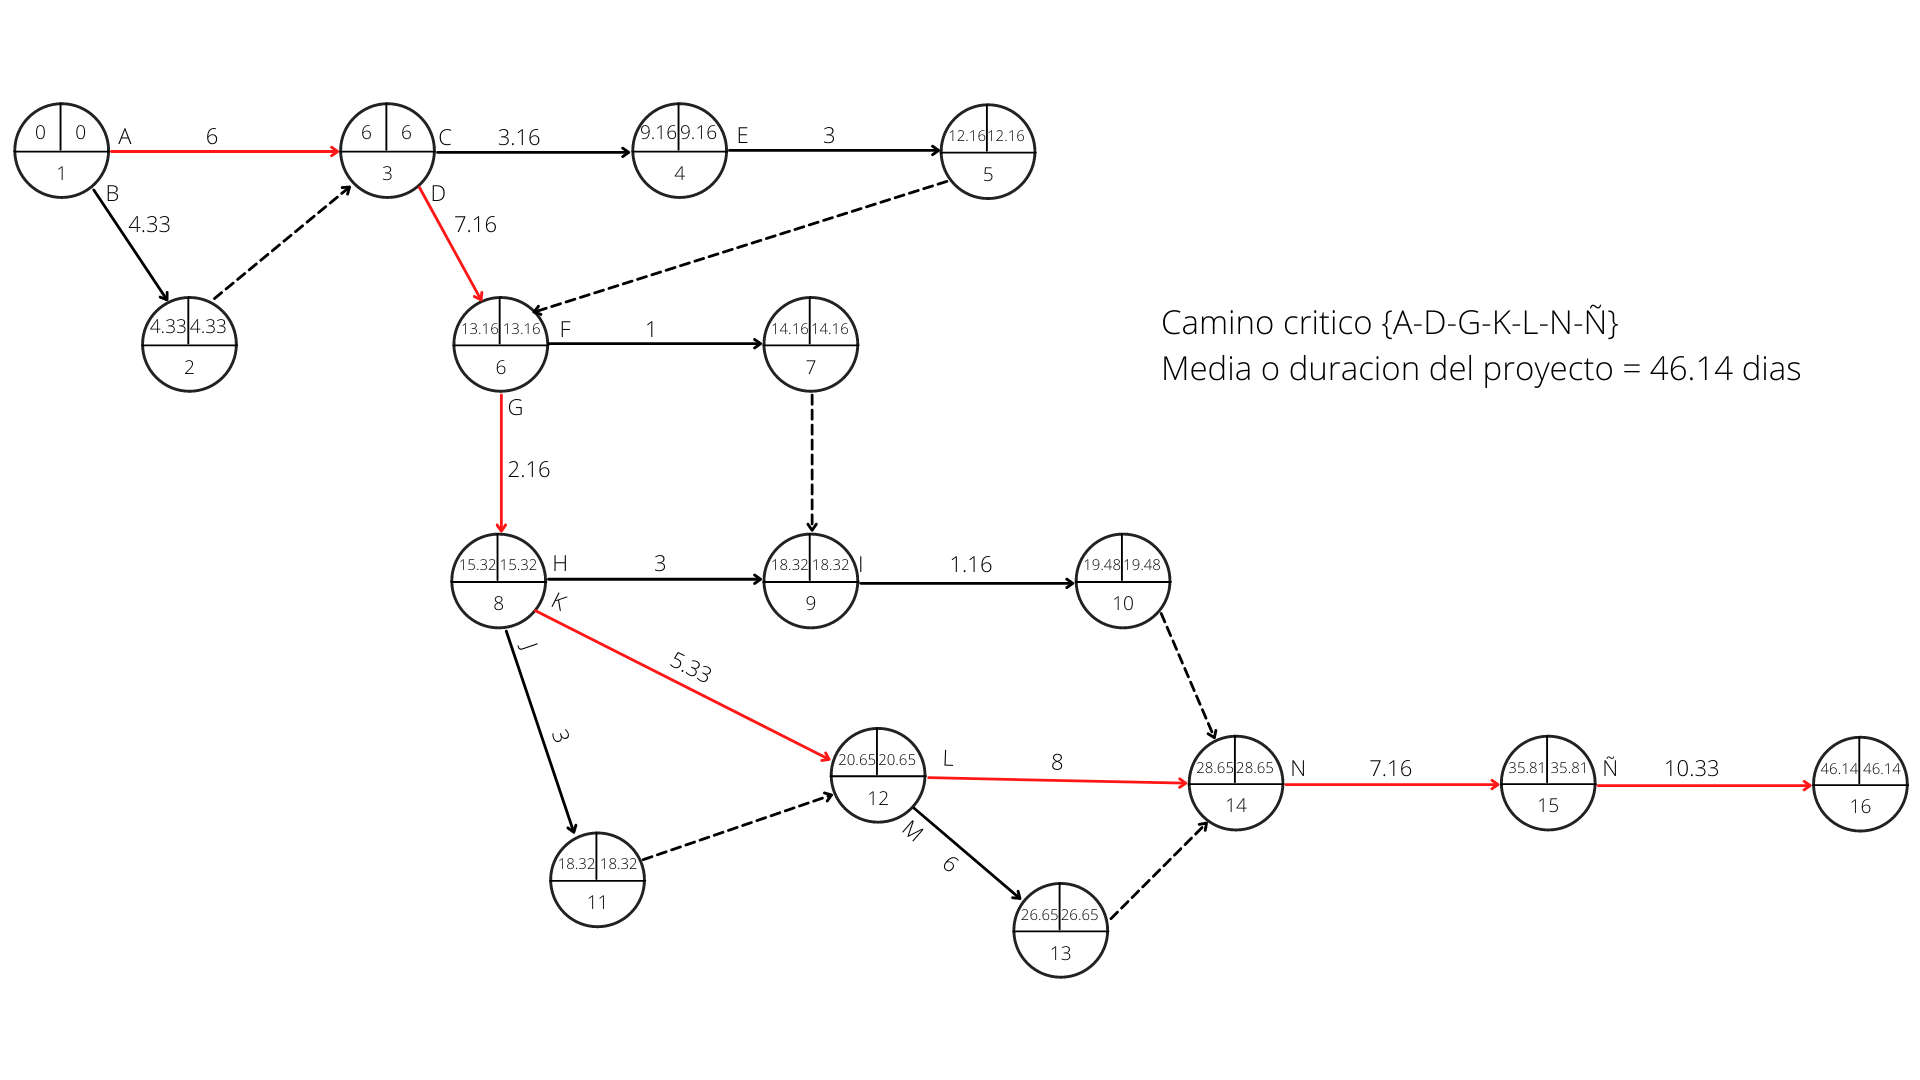 0 0 A 6 6 6 C 3.16 9.16 9.16 E 3 12.16 12.16
1 3 4 5
B D
4.33 7.16
4.33 4.33 13.16 13.16 F 1 14.16 14.16
2 6 7
Camino critico {A-D-G-K-L-N-Ñ}
Media o duracion del proyecto = 46.14 dias
G
2.16
15.32 15.32 H 3 18.32 18.32 I 1.16 19.48 19.48
8 K 9 10
J
5.33
3
20.65 20.65 L 8 28.65 28.65 N 7.16 35.81 35.81 Ñ 10.33 46.14 46.14
12 14 15 16
M
6
18.32 18.32
11
26.65 26.65
13